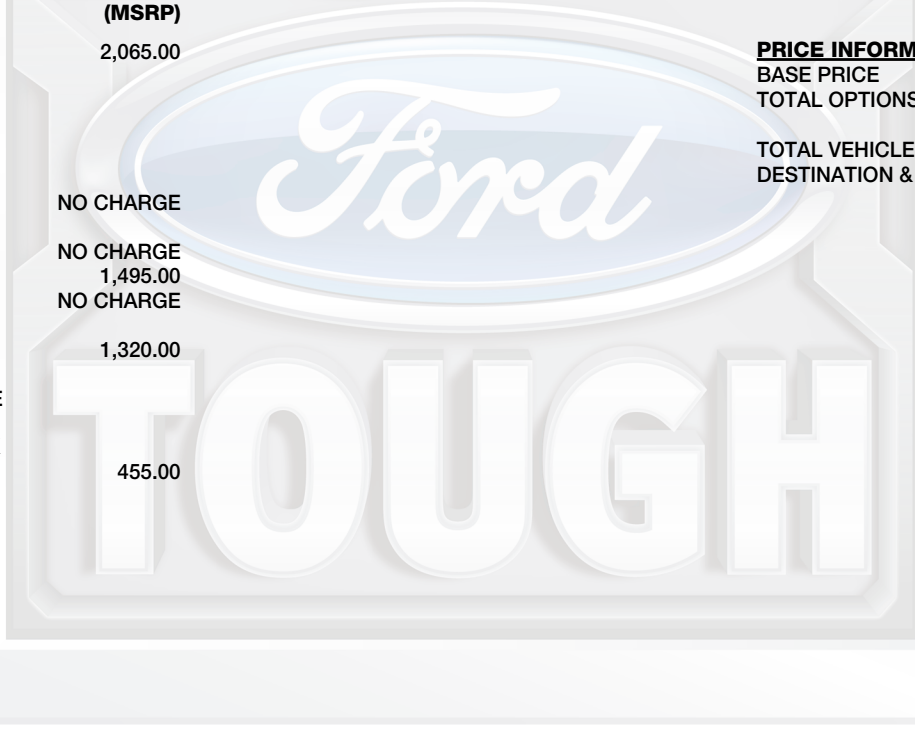 (MSRP)
2,065.00
NO CHARGE
NO CHARGE
1,495.00
NO CHARGE
1,320.00
455.00
PRICE INFORM
BASE PRICE
TOTAL OPTIONS
TOTAL VEHICLE
DESTINATION &
Ford
TOUGH